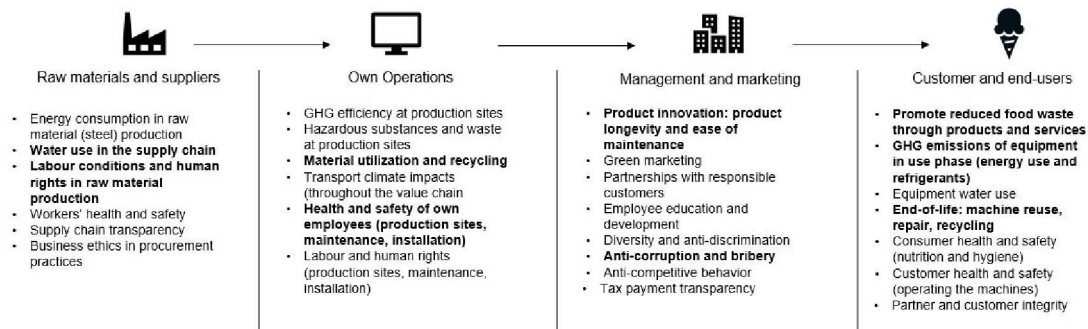 Raw materials and suppliers
Energy consumption in raw
material (steel) production
Water use in the supply chain
Labour conditions and human
rights in raw material
production
Workers' health and safety
Supply chain transparency
Business ethics in procurement
practices
Own Operations
GHG efficiency at production sites
Hazardous substances and waste
at production sites
Material utilization and recycling
Transport climate impacts
(throughout the value chain
Health and safety of own
employees (production sites,
maintenance, installation)
Labour and human rights
(production sites, maintenance,
installation)
Management and marketing
Product innovation: product
longevity and ease of
maintenance
Green marketing
Partnerships with responsible
customers
Employee education and
development
Diversity and anti-discrimination
Anti-corruption and bribery
Anti-competitive behavior
Tax payment transparency
Customer and end-users
Promote reduced food waste
through products and services
GHG emissions of equipment
in use phase (energy use and
refrigerants)
Equipment water use
End-of-life: machine reuse,
repair, recycling
Consumer health and safety
(nutrition and hygiene)
Customer health and safety
(operating the machines)
Partner and customer integrity